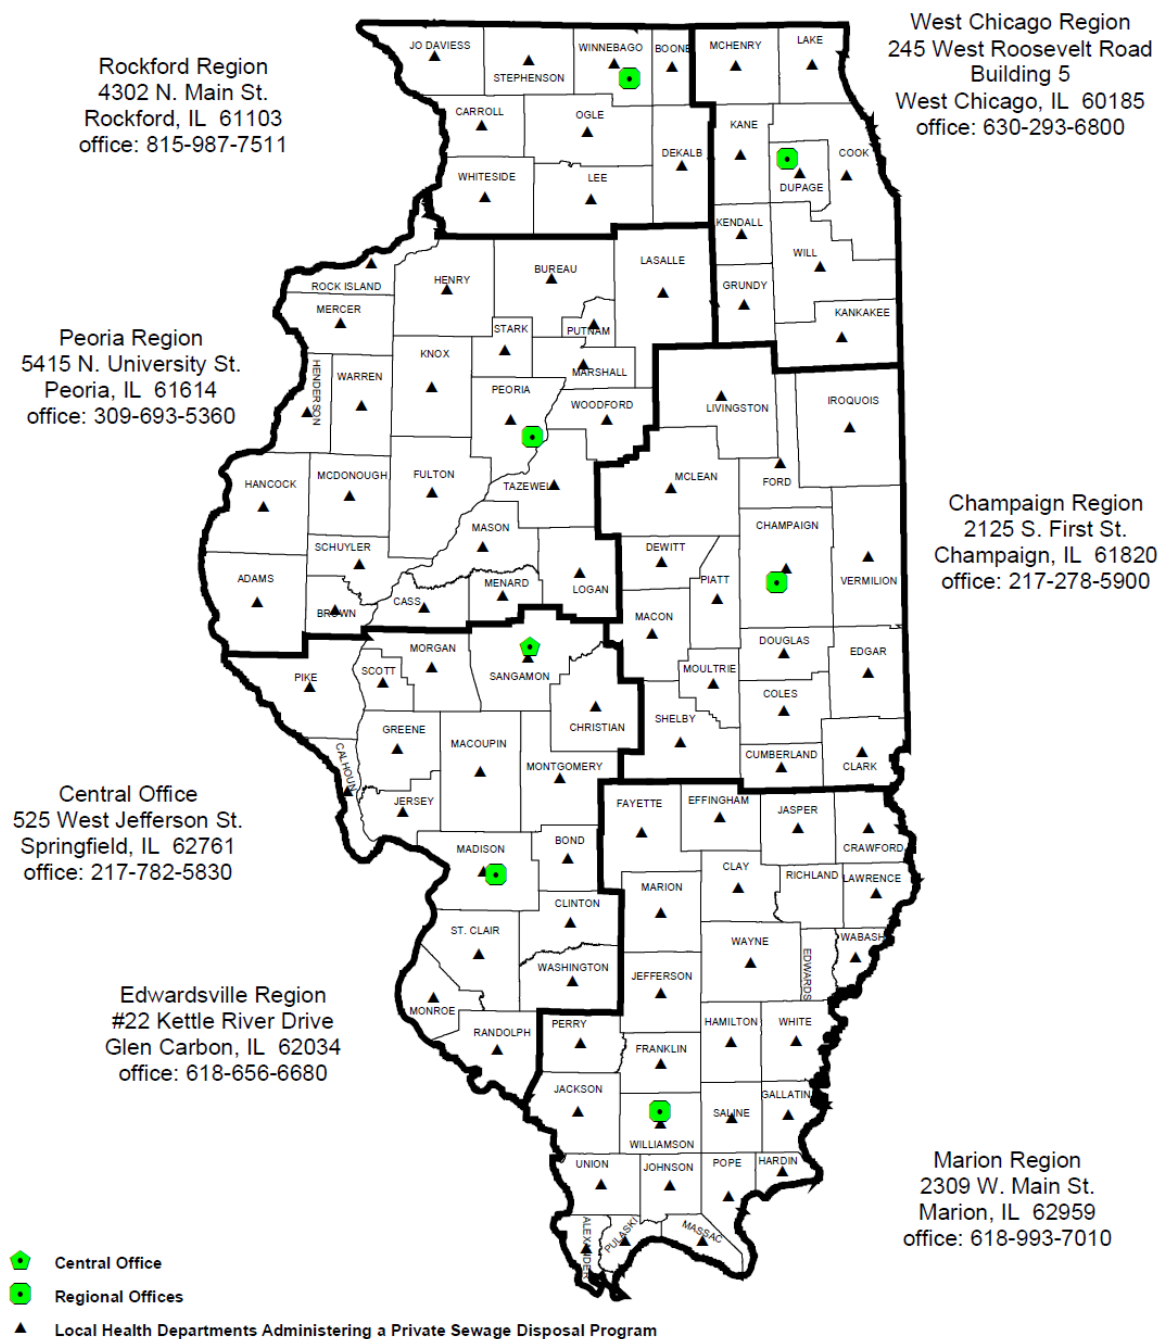 West Chicago Region
245 West Roosevelt Road
Building 5
West Chicago, IL 60185
office: 630-293-6800
Rockford Region
4302 N. Main St.
Rockford, IL 61103
office: 815-987-7511
JO DAVIESS
STEPHENSON
WINNEBAGO
BOONE
MCHENRY
LAKE
CARROLL
OGLE
KANE
DEKALB
COOK
DUPAGE
WHITESIDE
LEE
KENDALL
WILL
GRUNDY
KANKAKEE
ROCK ISLAND
HENRY
BUREAU
LASALLE
MERCER
STARK
PUTNAM
Peoria Region
5415 N. University St.
Peoria, IL 61614
office: 309-693-5360
HENDERSON
WARREN
KNOX
PEORIA
MARSHALL
WOODFORD
LIVINGSTON
IROQUOIS
HANCOCK
MCDONOUGH
FULTON
TAZEWELL
MCLEAN
FORD
Champaign Region
2125 S. First St.
Champaign, IL 61820
office: 217-278-5900
CHAMPAIGN
VERMILION
MASON
SCHUYLER
ADAMS
BROWN
CASS
MENARD
LOGAN
DEWITT
PIATT
MACON
DOUGLAS
EDGAR
MORGAN
SCOTT
SANGAMON
PIKE
CHRISTIAN
MOULTRIE
COLES
SHELBY
CUMBERLAND
CLARK
GREENE
MACOUPIN
MONTGOMERY
CALHOUN
JERSEY
Central Office
525 West Jefferson St.
Springfield, IL 62761
office: 217-782-5830
MADISON
BOND
FAYETTE
EFFINGHAM
JASPER
CRAWFORD
CLAY
RICHLAND
LAWRENCE
MARION
CLINTON
ST. CLAIR
WASHINGTON
WAYNE
EDWARDS
WABASH
JEFFERSON
Edwardsville Region
#22 Kettle River Drive
Glen Carbon, IL 62034
office: 618-656-6680
MONROE
RANDOLPH
PERRY
HAMILTON
WHITE
FRANKLIN
JACKSON
WILLIAMSON
SALINE
GALLATIN
UNION
JOHNSON
POPE
HARDIN
ALEXANDER
PULASKI
MASSAC
Marion Region
2309 W. Main St.
Marion, IL 62959
office: 618-993-7010
Central Office
Regional Offices
Local Health Departments Administering a Private Sewage Disposal Program